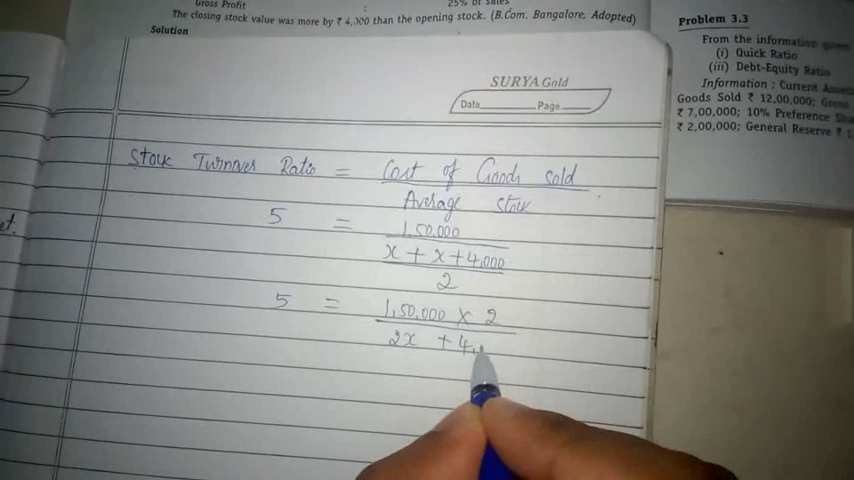 Gross Profit : 25% of sales
The closing stock value was more by ₹ 4,000 than the opening stock. (B.Com. Bangalore, Adopted)
Solution
SURYA Gold
Date Page
Stock Turnover Ratio = Cost of Goods sold
Average stock
5 = 1,50,000
x + x + 4,000
2
5 = 1,50,000 × 2
2x + 4,
Problem 3.3
From the information given
(i) Quick Ratio
(iii) Debt-Equity Ratio
Information : Current Asse
Goods Sold ₹ 12,00,000; Gross
₹ 7,00,000; 10% Preference Sha
₹ 2,00,000; General Reserve ₹ 1